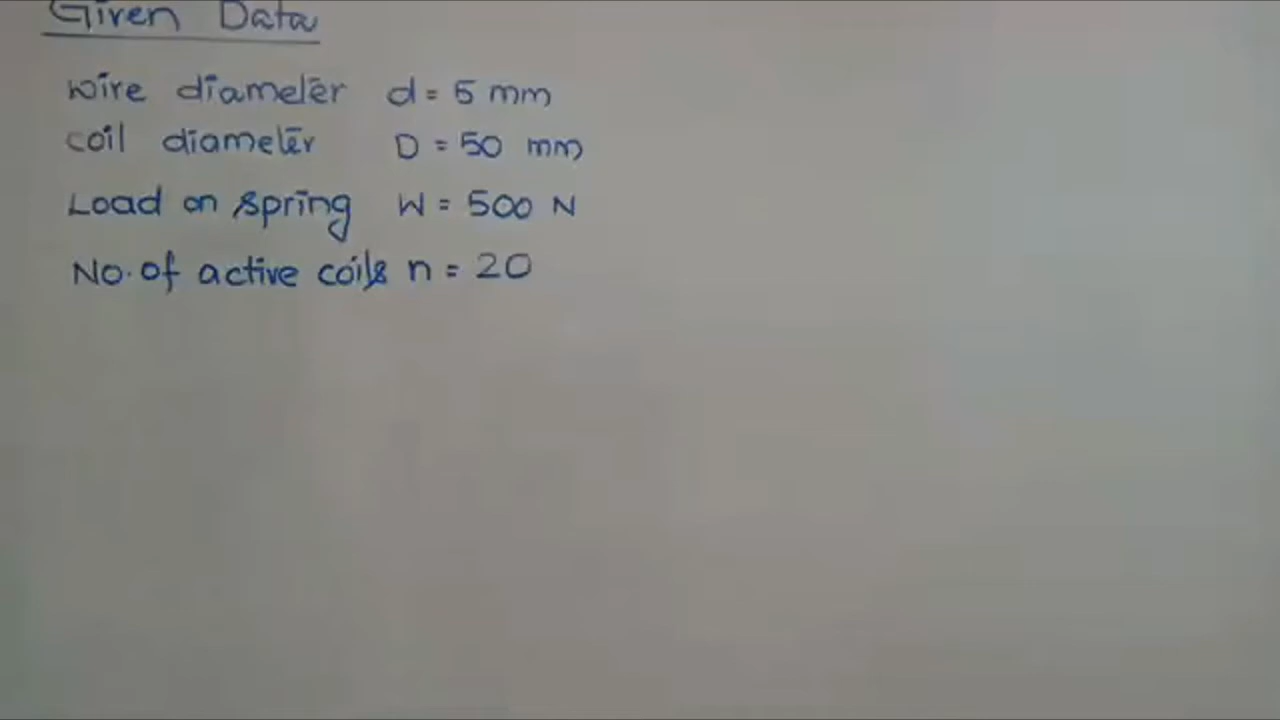 Given Data
wire diameter d = 5 mm
coil diameter D = 50 mm
Load on spring W = 500 N
No. of active coils n = 20